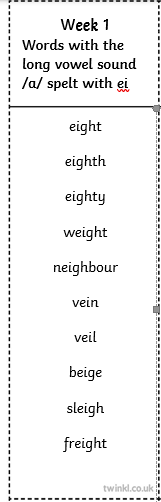 Week 1
Words with the
long vowel sound
/ɑ/ spelt with ei
eight
eighth
eighty
weight
neighbour
vein
veil
beige
sleigh
freight
twinkl.co.uk